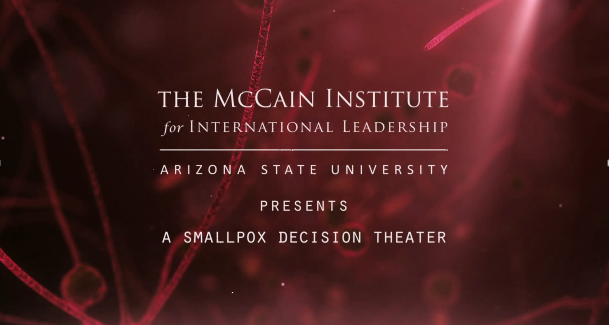 THE MCCAIN INSTITUTE
for INTERNATIONAL LEADERSHIP
ARIZONA STATE UNIVERSITY
PRESENTS
A SMALLPOX DECISION THEATER